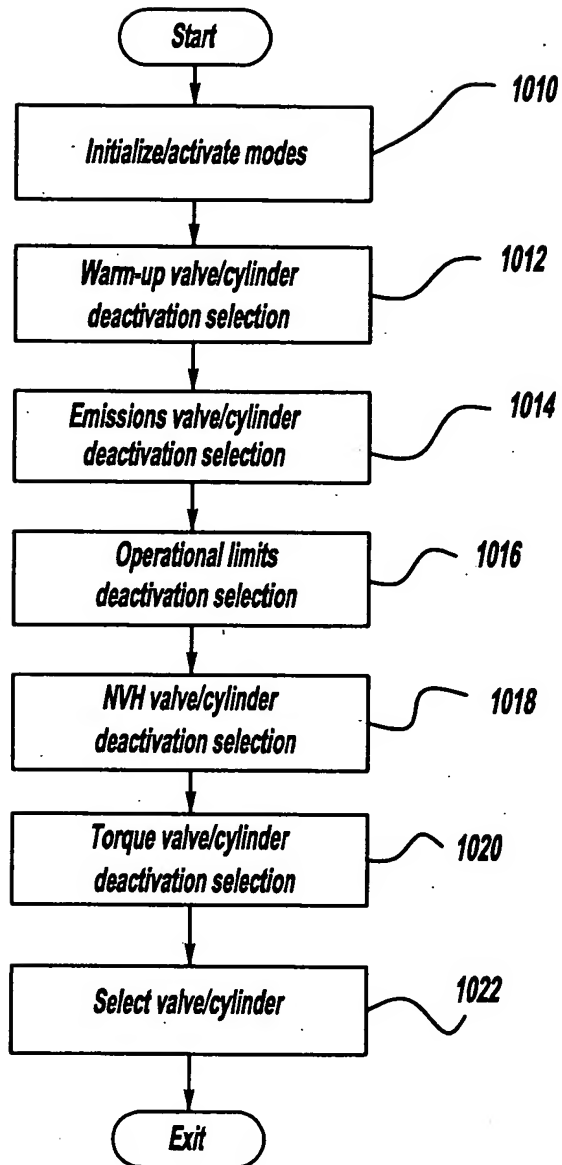 Start
1010
Initialize/activate modes
1012
Warm-up valve/cylinder
deactivation selection
1014
Emissions valve/cylinder
deactivation selection
1016
Operational limits
deactivation selection
1018
NVH valve/cylinder
deactivation selection
1020
Torque valve/cylinder
deactivation selection
1022
Select valve/cylinder
Exit